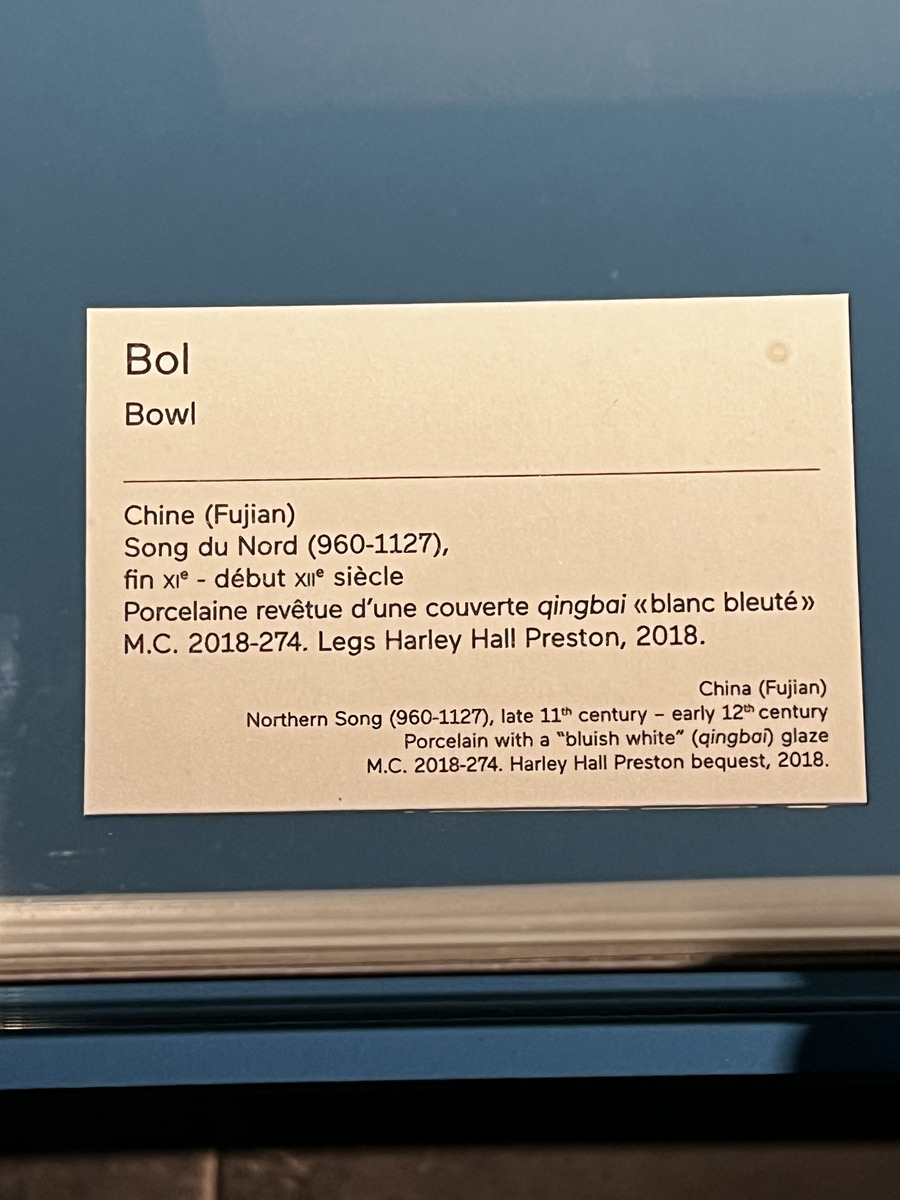 Bol
Bowl
Chine (Fujian)
Song du Nord (960-1127),
fin XIᵉ - début XIIᵉ siècle
Porcelaine revêtue d’une couverte qingbai «blanc bleuté»
M.C. 2018-274. Legs Harley Hall Preston, 2018.
China (Fujian)
Northern Song (960-1127), late 11ᵗʰ century – early 12ᵗʰ century
Porcelain with a “bluish white” (qingbai) glaze
M.C. 2018-274. Harley Hall Preston bequest, 2018.